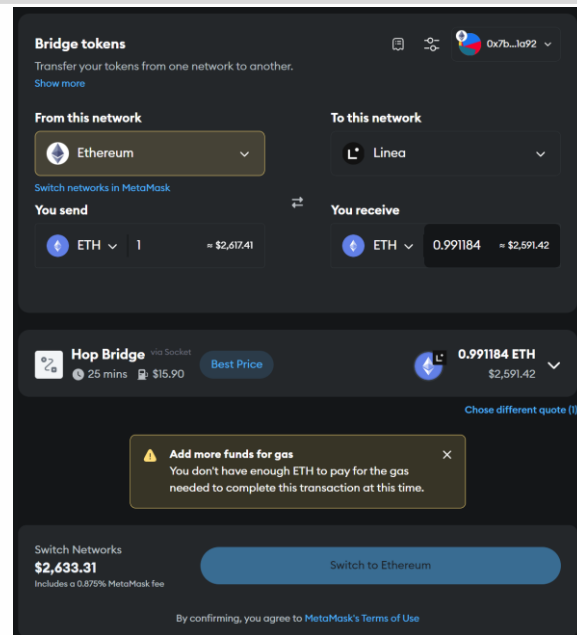 Bridge tokens
0x7b...1a92
Transfer your tokens from one network to another.
Show more
From this network
To this network
Ethereum
L Linea
Switch networks in MetaMask
You send
You receive
ETH 1 ≈ $2,617.41
ETH 0.991184 ≈ $2,591.42
Hop Bridge via Socket
25 mins $15.90
Best Price
0.991184 ETH
$2,591.42
Chose different quote (1)
Add more funds for gas
You don't have enough ETH to pay for the gas
needed to complete this transaction at this time.
Switch Networks
$2,633.31
Includes a 0.875% MetaMask fee
Switch to Ethereum
By confirming, you agree to MetaMask's Terms of Use